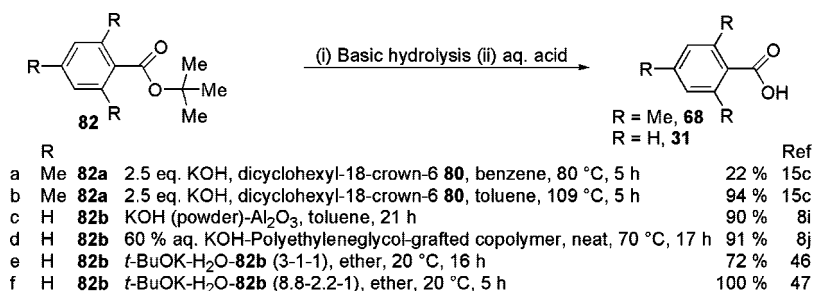 R
R
O
Me
O
Me
R
Me
82
(i) Basic hydrolysis (ii) aq. acid
R
R
O
OH
R
R = Me, 68
R = H, 31
R Ref
a Me 82a 2.5 eq. KOH, dicyclohexyl-18-crown-6 80, benzene, 80 °C, 5 h 22 % 15c
b Me 82a 2.5 eq. KOH, dicyclohexyl-18-crown-6 80, toluene, 109 °C, 5 h 94 % 15c
c H 82b KOH (powder)-Al2O3, toluene, 21 h 90 % 8i
d H 82b 60 % aq. KOH-Polyethyleneglycol-grafted copolymer, neat, 70 °C, 17 h 91 % 8j
e H 82b t-BuOK-H2O-82b (3-1-1), ether, 20 °C, 16 h 72 % 46
f H 82b t-BuOK-H2O-82b (8.8-2.2-1), ether, 20 °C, 5 h 100 % 47